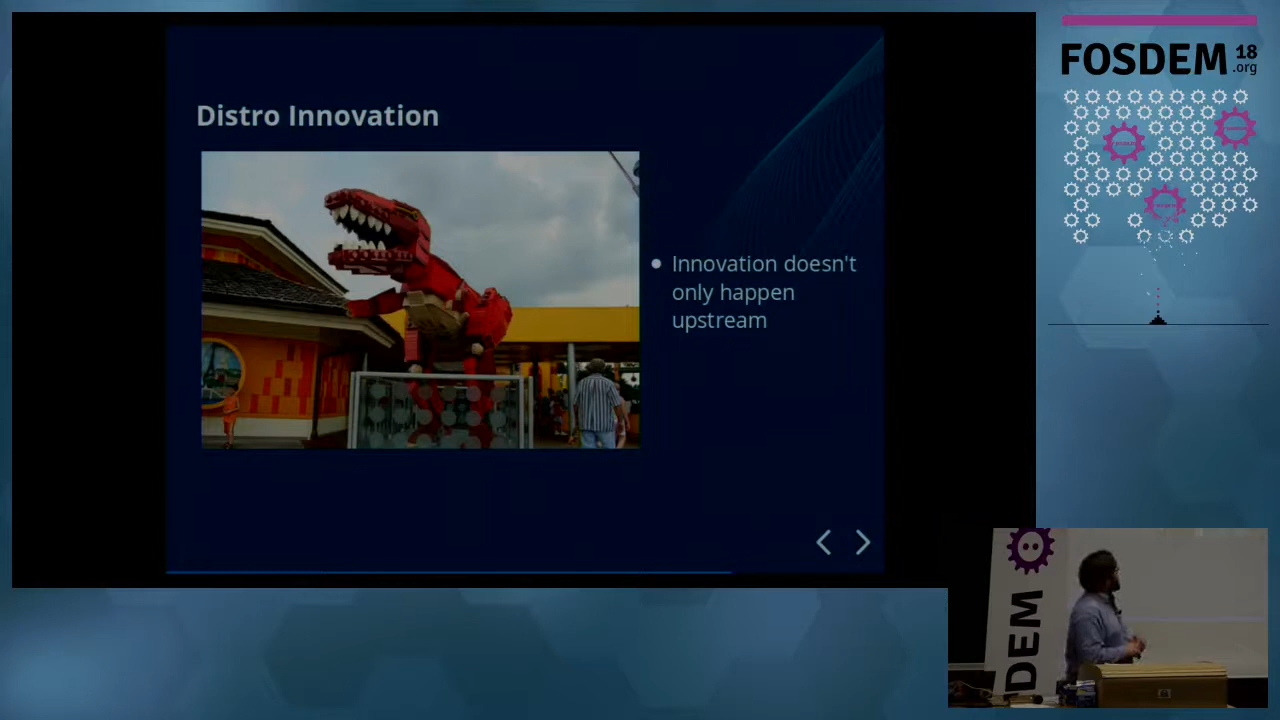 Distro Innovation
Innovation doesn't
only happen
upstream
FOSDEM 18
.org
DEM